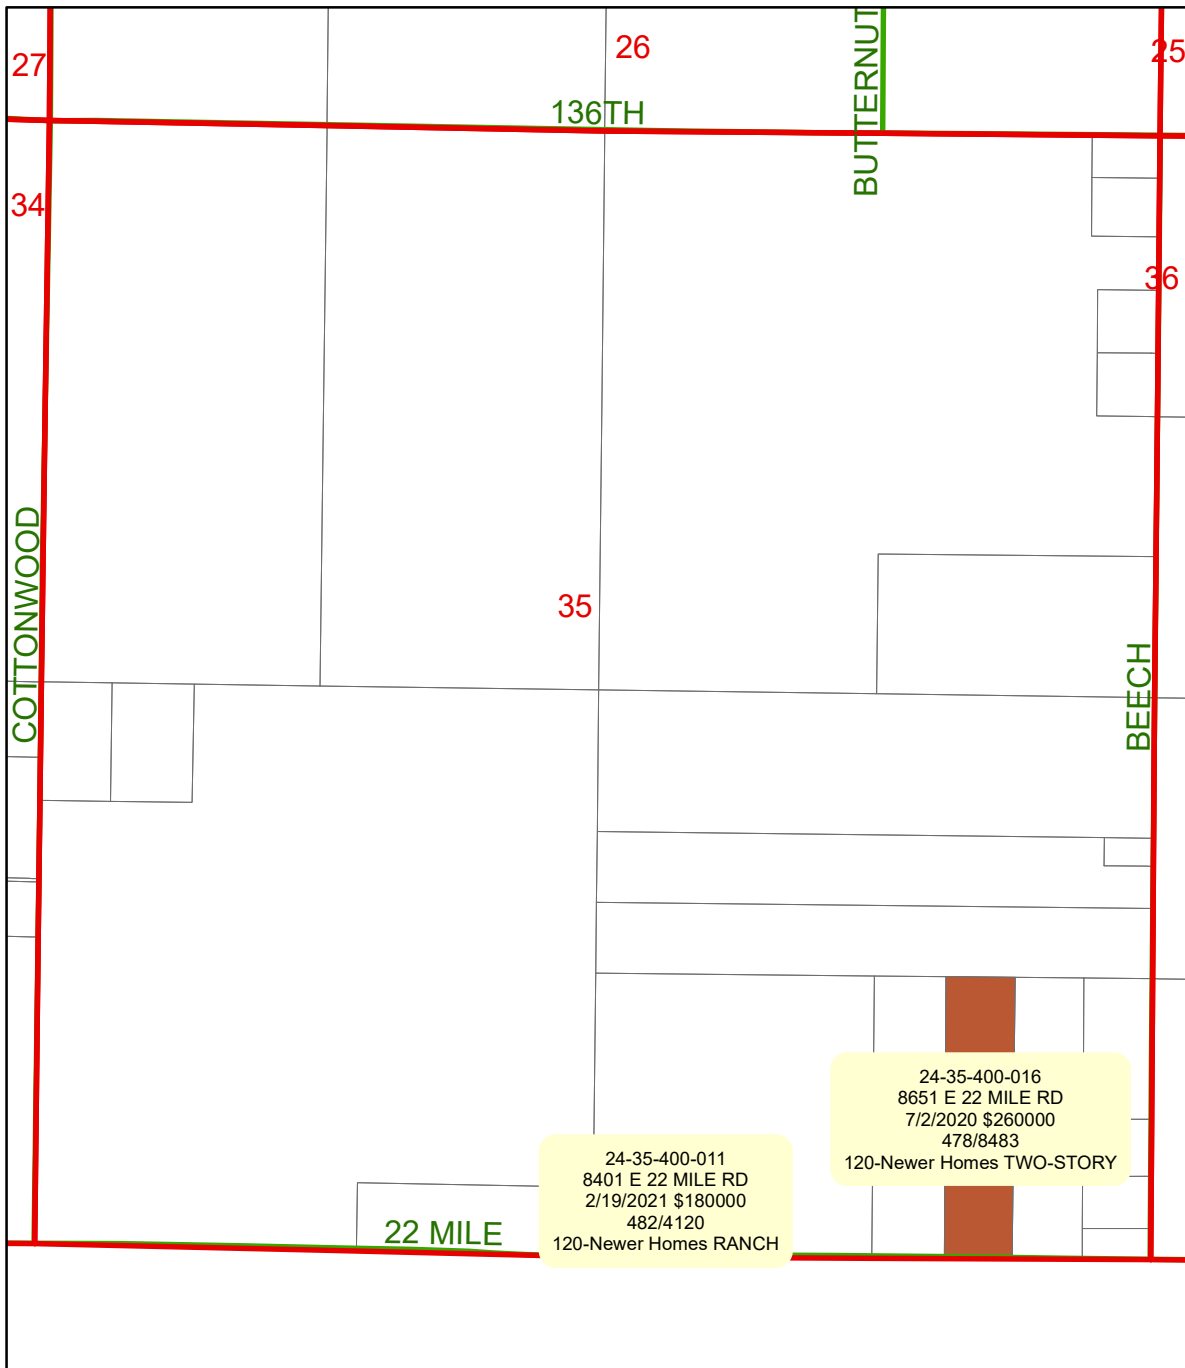 27
26
BUTTERNUT
25
136TH
34
36
COTTONWOOD
35
BEECH
24-35-400-016
8651 E 22 MILE RD
7/2/2020 $260000
478/8483
120-Newer Homes TWO-STORY
24-35-400-011
8401 E 22 MILE RD
2/19/2021 $180000
482/4120
120-Newer Homes RANCH
22 MILE